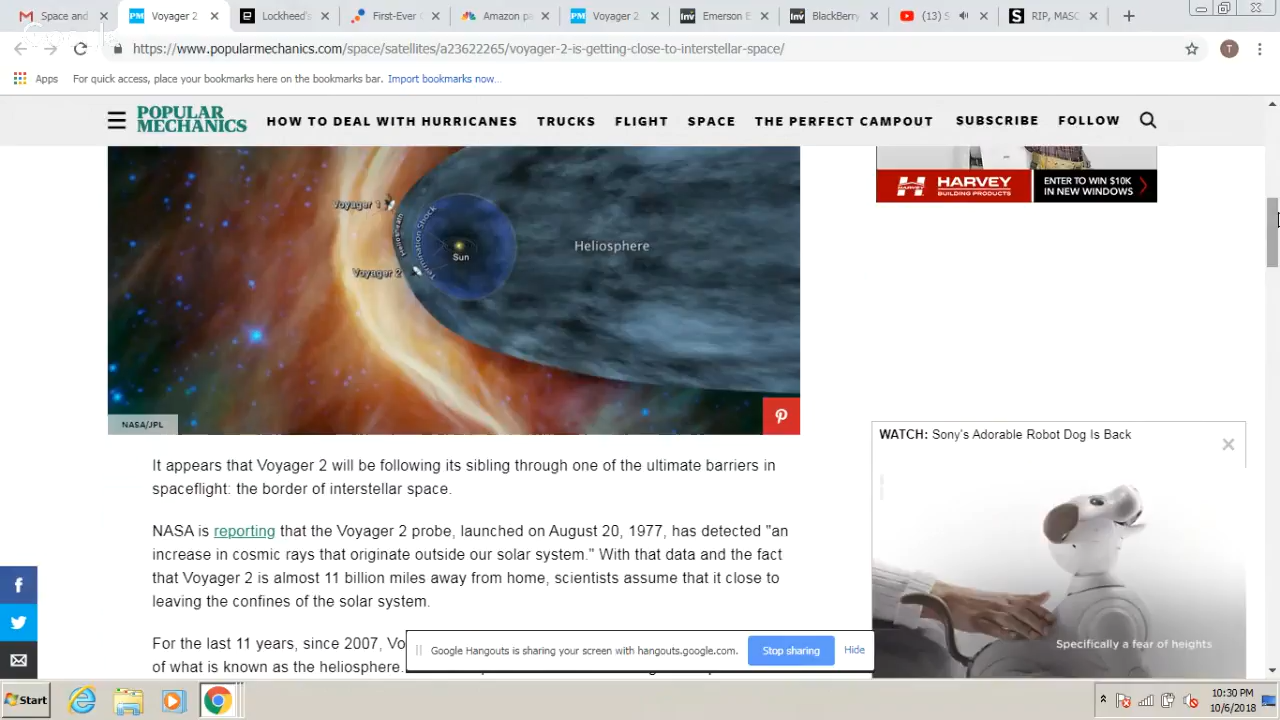 Space and
Voyager 2
Lockheed's
First-Ever
Amazon pa
Voyager 2
Emerson E
BlackBerry
(13) S
RIP, MASC
https://www.popularmechanics.com/space/satellites/a23622265/voyager-2-is-getting-close-to-interstellar-space/
T
Apps For quick access, place your bookmarks here on the bookmarks bar. Import bookmarks now...
POPULAR
MECHANICS
HOW TO DEAL WITH HURRICANES TRUCKS FLIGHT SPACE THE PERFECT CAMPOUT SUBSCRIBE FOLLOW
Voyager 1
Heliosheath
Termination Shock
Sun
Voyager 2
Heliosphere
NASA/JPL
HARVEY
BUILDING PRODUCTS
ENTER TO WIN $10K
IN NEW WINDOWS
WATCH: Sony's Adorable Robot Dog Is Back
Specifically a fear of heights
It appears that Voyager 2 will be following its sibling through one of the ultimate barriers in
spaceflight: the border of interstellar space.
NASA is reporting that the Voyager 2 probe, launched on August 20, 1977, has detected "an
increase in cosmic rays that originate outside our solar system." With that data and the fact
that Voyager 2 is almost 11 billion miles away from home, scientists assume that it close to
leaving the confines of the solar system.
For the last 11 years, since 2007, Vo
of what is known as the heliosphere.
Google Hangouts is sharing your screen with hangouts.google.com. Stop sharing Hide
Start
10:30 PM
10/6/2018